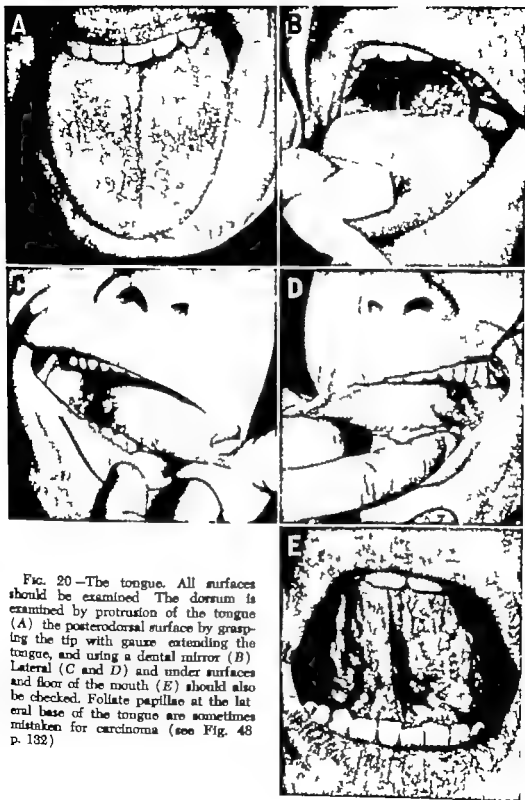 A
B
C
D
E
FIG. 20 —The tongue. All surfaces
should be examined The dorsum is
examined by protrusion of the tongue
(A) the posterodorsal surface by grasp-
ing the tip with gauze extending the
tongue, and using a dental mirror (B)
Lateral (C and D) and under surfaces
and floor of the mouth (E) should also
be checked. Foliate papillae at the lat
eral base of the tongue are sometimes
mistaken for carcinoma (see Fig. 48
p. 132)